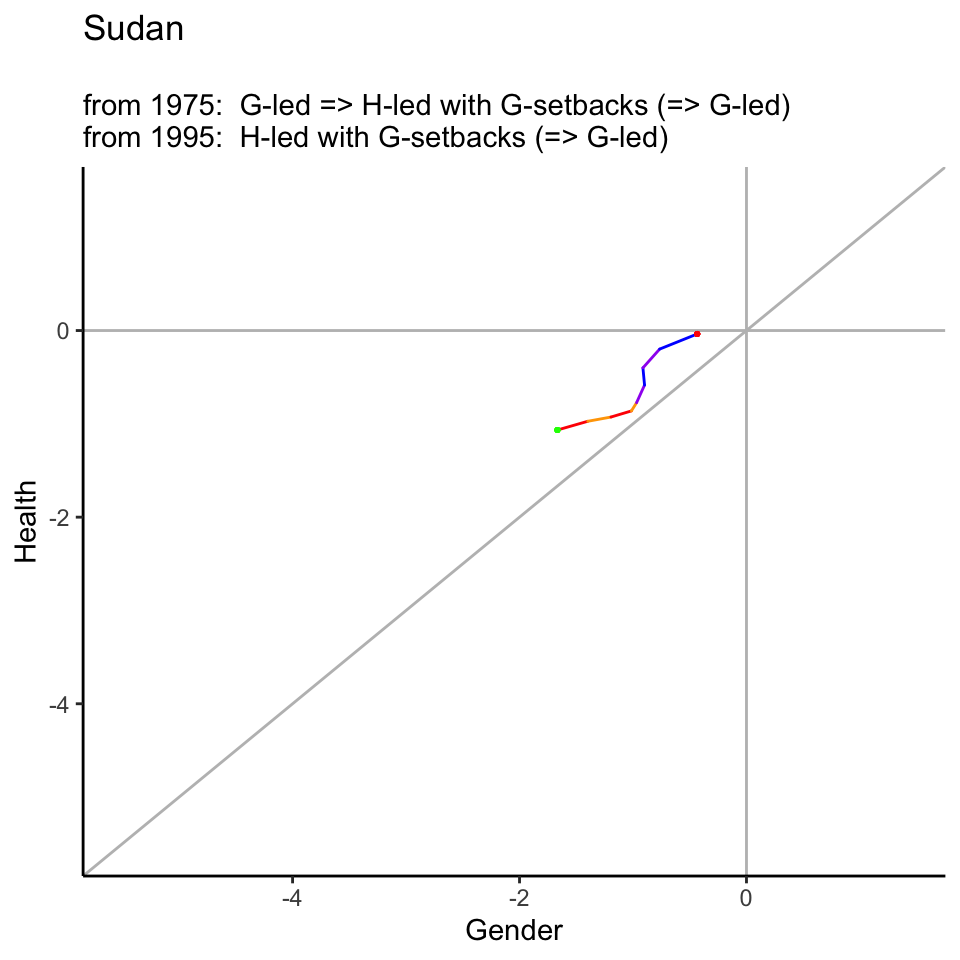 Sudan
from 1975:  G-led => H-led with G-setbacks (=> G-led)
from 1995:  H-led with G-setbacks (=> G-led)
0
-2
-4
Health
-4
-2
0
Gender